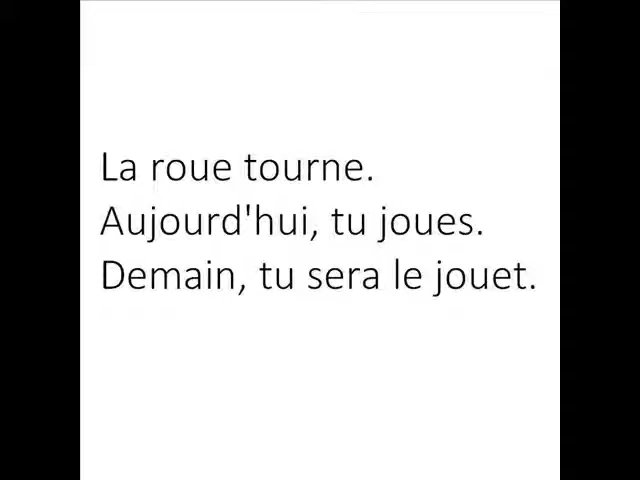 La roue tourne.
Aujourd'hui, tu joues.
Demain, tu sera le jouet.